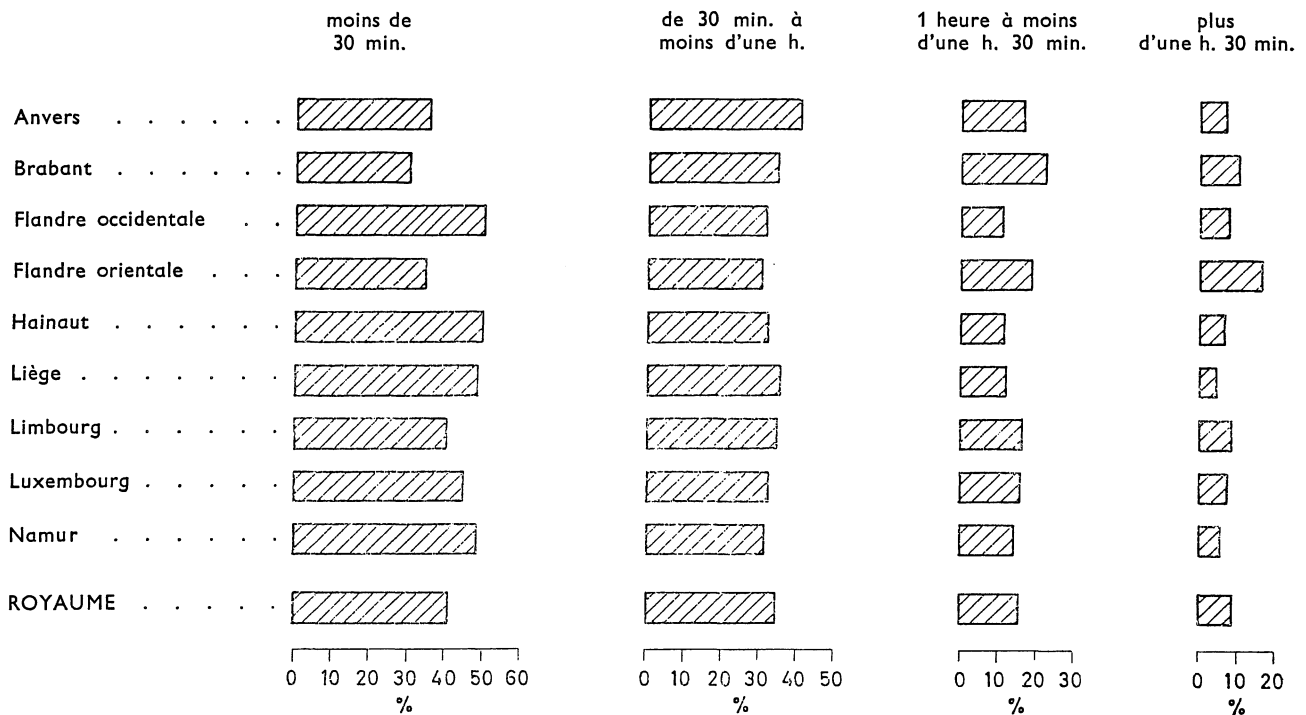 moins de
30 min.
de 30 min. à
moins d'une h.
1 heure à moins
d'une h. 30 min.
plus
d'une h. 30 min.
Anvers . . . . . .
Brabant . . . . . .
Flandre occidentale . .
Flandre orientale . . .
Hainaut . . . . . .
Liège . . . . . . .
Limbourg . . . . . .
Luxembourg . . . . .
Namur . . . . . .
ROYAUME . . . . .
0 10 20 30 40 50 60
%
0 10 20 30 40 50
%
0 10 20 30
%
0 10 20
%